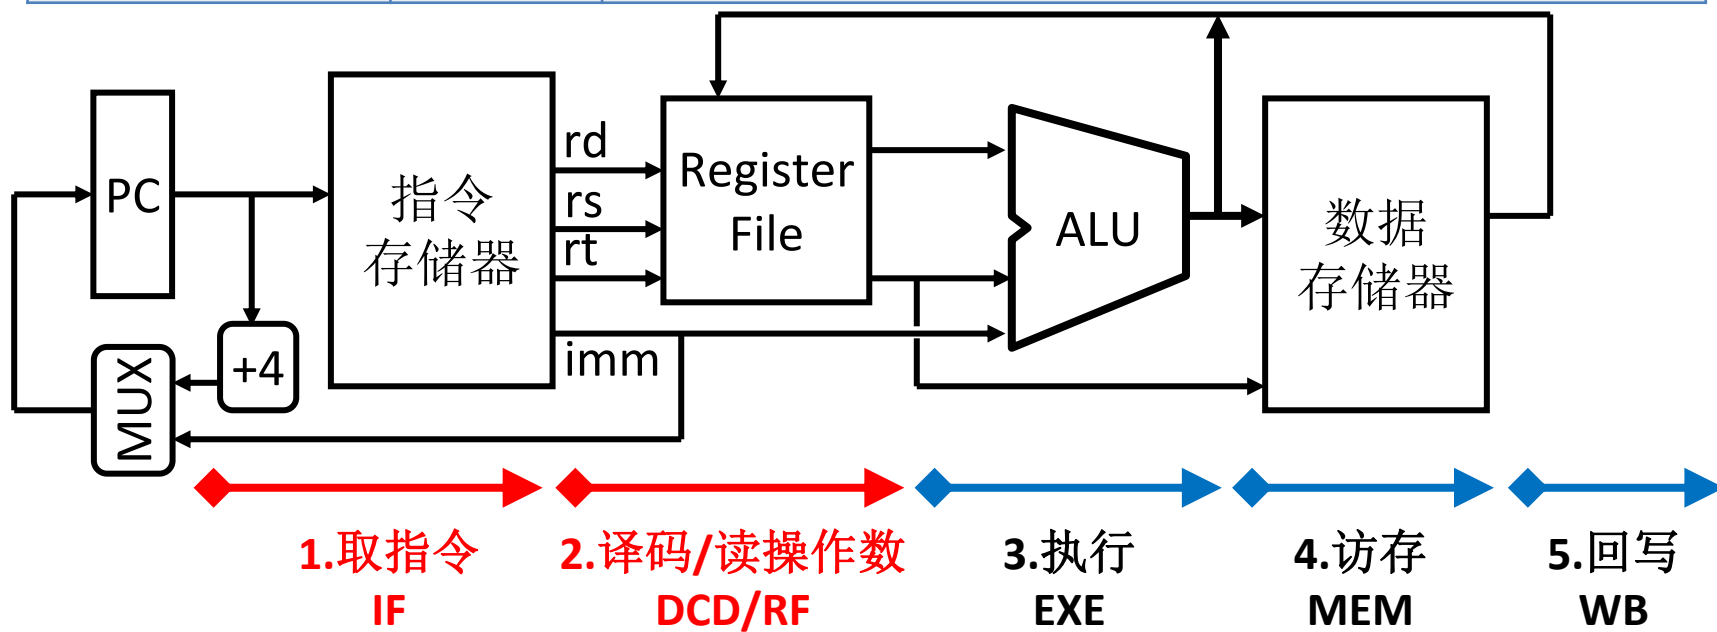 PC
指令
存储器
rd
rs
rt
imm
Register
File
ALU
数据
存储器
+4
MUX
1.取指令
IF
2.译码/读操作数
DCD/RF
3.执行
EXE
4.访存
MEM
5.回写
WB